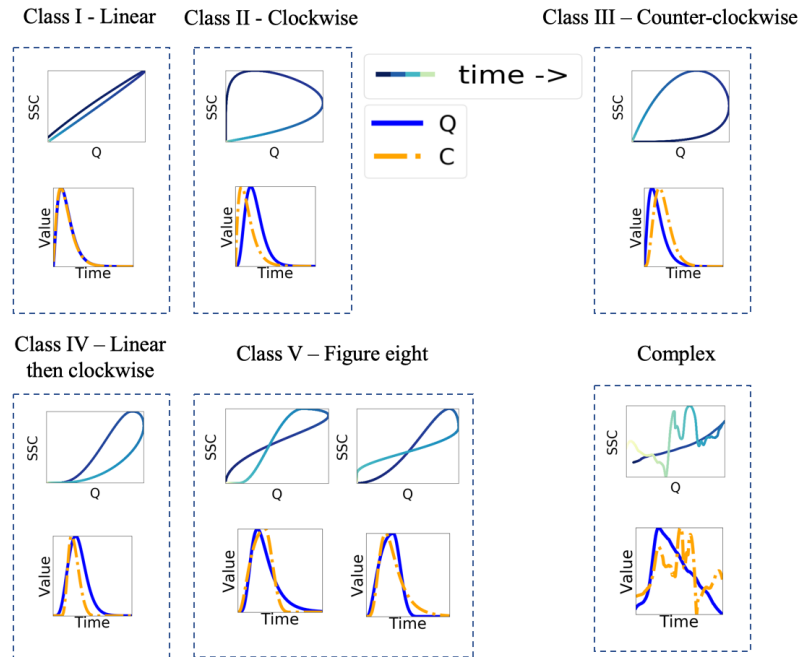 Class I - Linear
Class II - Clockwise
Class III – Counter-clockwise
time ->
Q
C
SSC
Q
SSC
Q
SSC
Q
Value
Time
Value
Time
Value
Time
Class IV – Linear
then clockwise
Class V – Figure eight
Complex
SSC
Q
SSC
Q
SSC
Q
SSC
Q
Value
Time
Value
Time
Value
Time
Value
Time